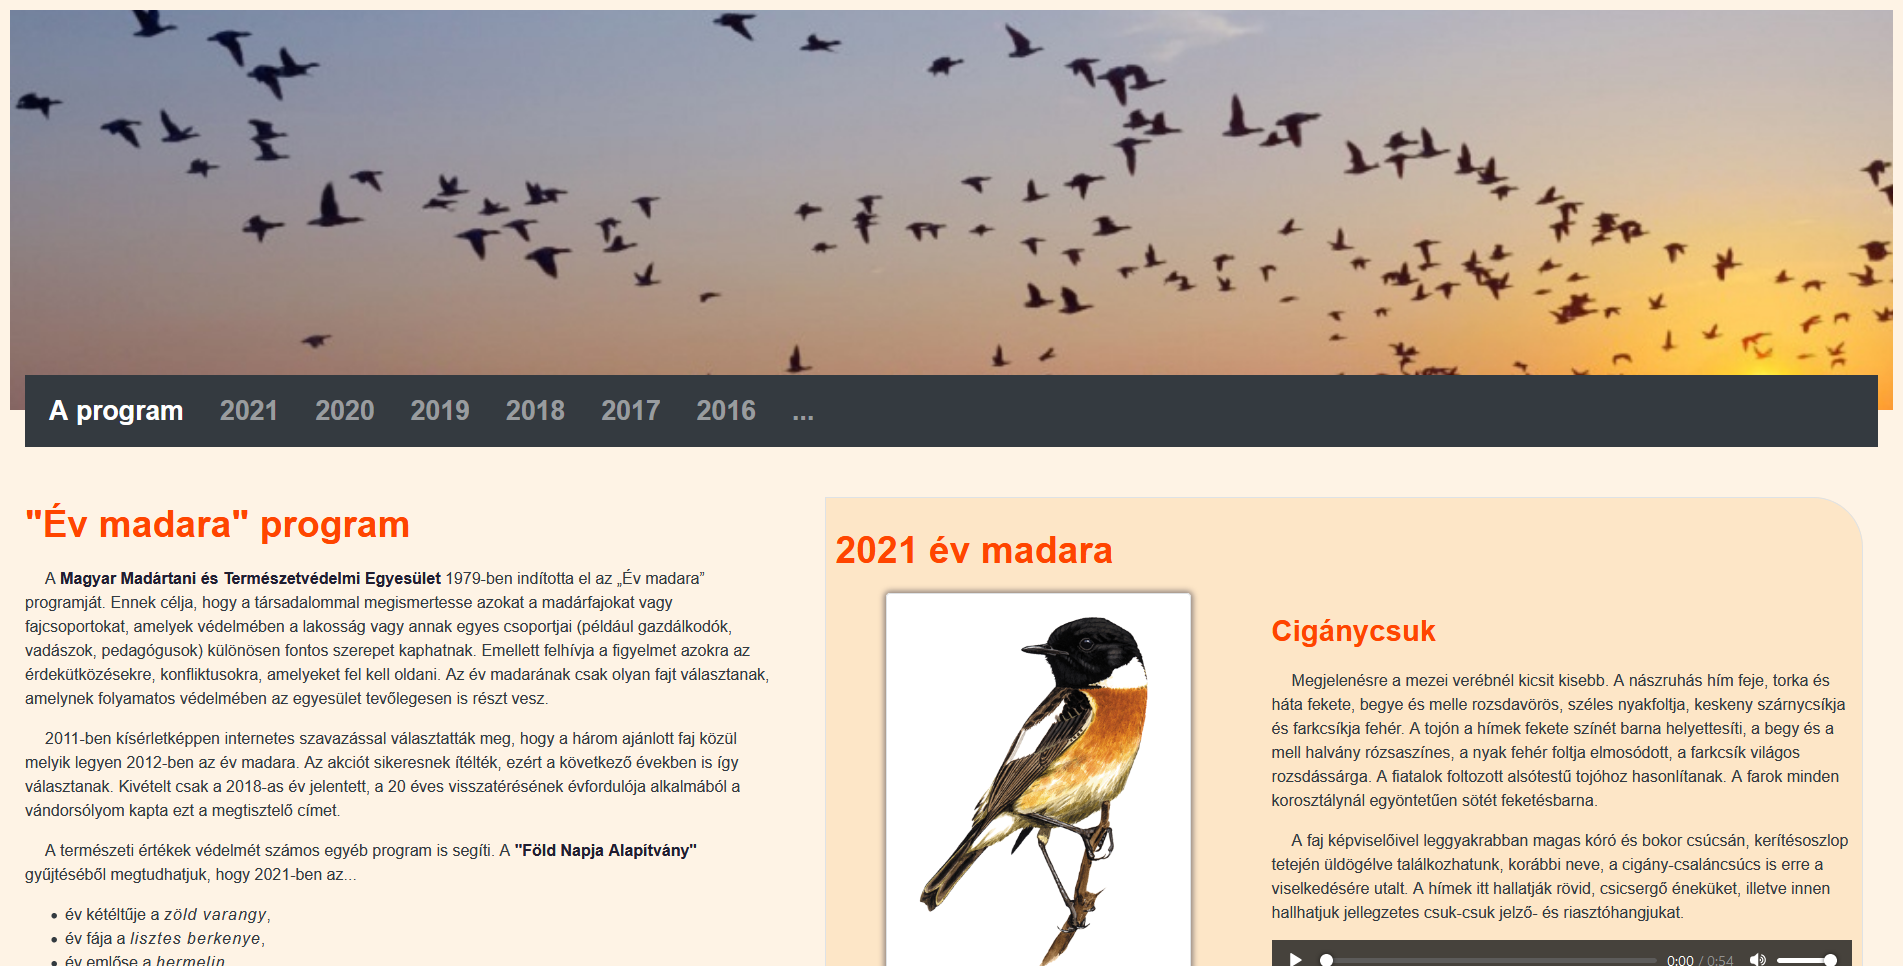 A program 2021 2020 2019 2018 2017 2016 ...
"Év madara" program
A Magyar Madártani és Természetvédelmi Egyesület 1979-ben indította el az „Év madara”
programját. Ennek célja, hogy a társadalommal megismertesse azokat a madárfajokat vagy
fajcsoportokat, amelyek védelmében a lakosság vagy annak egyes csoportjai (például gazdálkodók,
vadászok, pedagógusok) különösen fontos szerepet kaphatnak. Emellett felhívja a figyelmet azokra az
érdekütközésekre, konfliktusokra, amelyeket fel kell oldani. Az év madarának csak olyan fajt választanak,
amelynek folyamatos védelmében az egyesület tevőlegesen is részt vesz.
2011-ben kísérletképpen internetes szavazással választatták meg, hogy a három ajánlott faj közül
melyik legyen 2012-ben az év madara. Az akciót sikeresnek ítélték, ezért a következő években is így
választanak. Kivételt csak a 2018-as év jelentett, a 20 éves visszatérésének évfordulója alkalmából a
vándorsólyom kapta ezt a megtisztelő címet.
A természeti értékek védelmét számos egyéb program is segíti. A "Föld Napja Alapítvány"
gyűjtéséből megtudhatjuk, hogy 2021-ben az...
• év kétéltűje a zöld varangy,
• év fája a lisztes berkenye,
• év emlőse a hermelin
2021 év madara
Cigánycsuk
Megjelenésre a mezei verébnél kicsit kisebb. A nászruhás hím feje, torka és
háta fekete, begye és melle rozsdavörös, széles nyakfoltja, keskeny szárnycsíkja
és farkcsíkja fehér. A tojón a hímek fekete színét barna helyettesíti, a begy és a
mell halvány rózsaszínes, a nyak fehér foltja elmosódott, a farkcsík világos
rozsdássárga. A fiatalok foltozott alsótestű tojóhoz hasonlítanak. A farok minden
korosztálynál egyöntetűen sötét feketésbarna.
A faj képviselőivel leggyakrabban magas kóró és bokor csúcsán, kerítésoszlop
tetején üldögélve találkozhatunk, korábbi neve, a cigány-csaláncsúcs is erre a
viselkedésére utalt. A hímek itt hallatják rövid, csicsergő éneküket, illetve innen
hallhatjuk jellegzetes csuk-csuk jelző- és riasztóhangjukat.
0:00 / 0:54